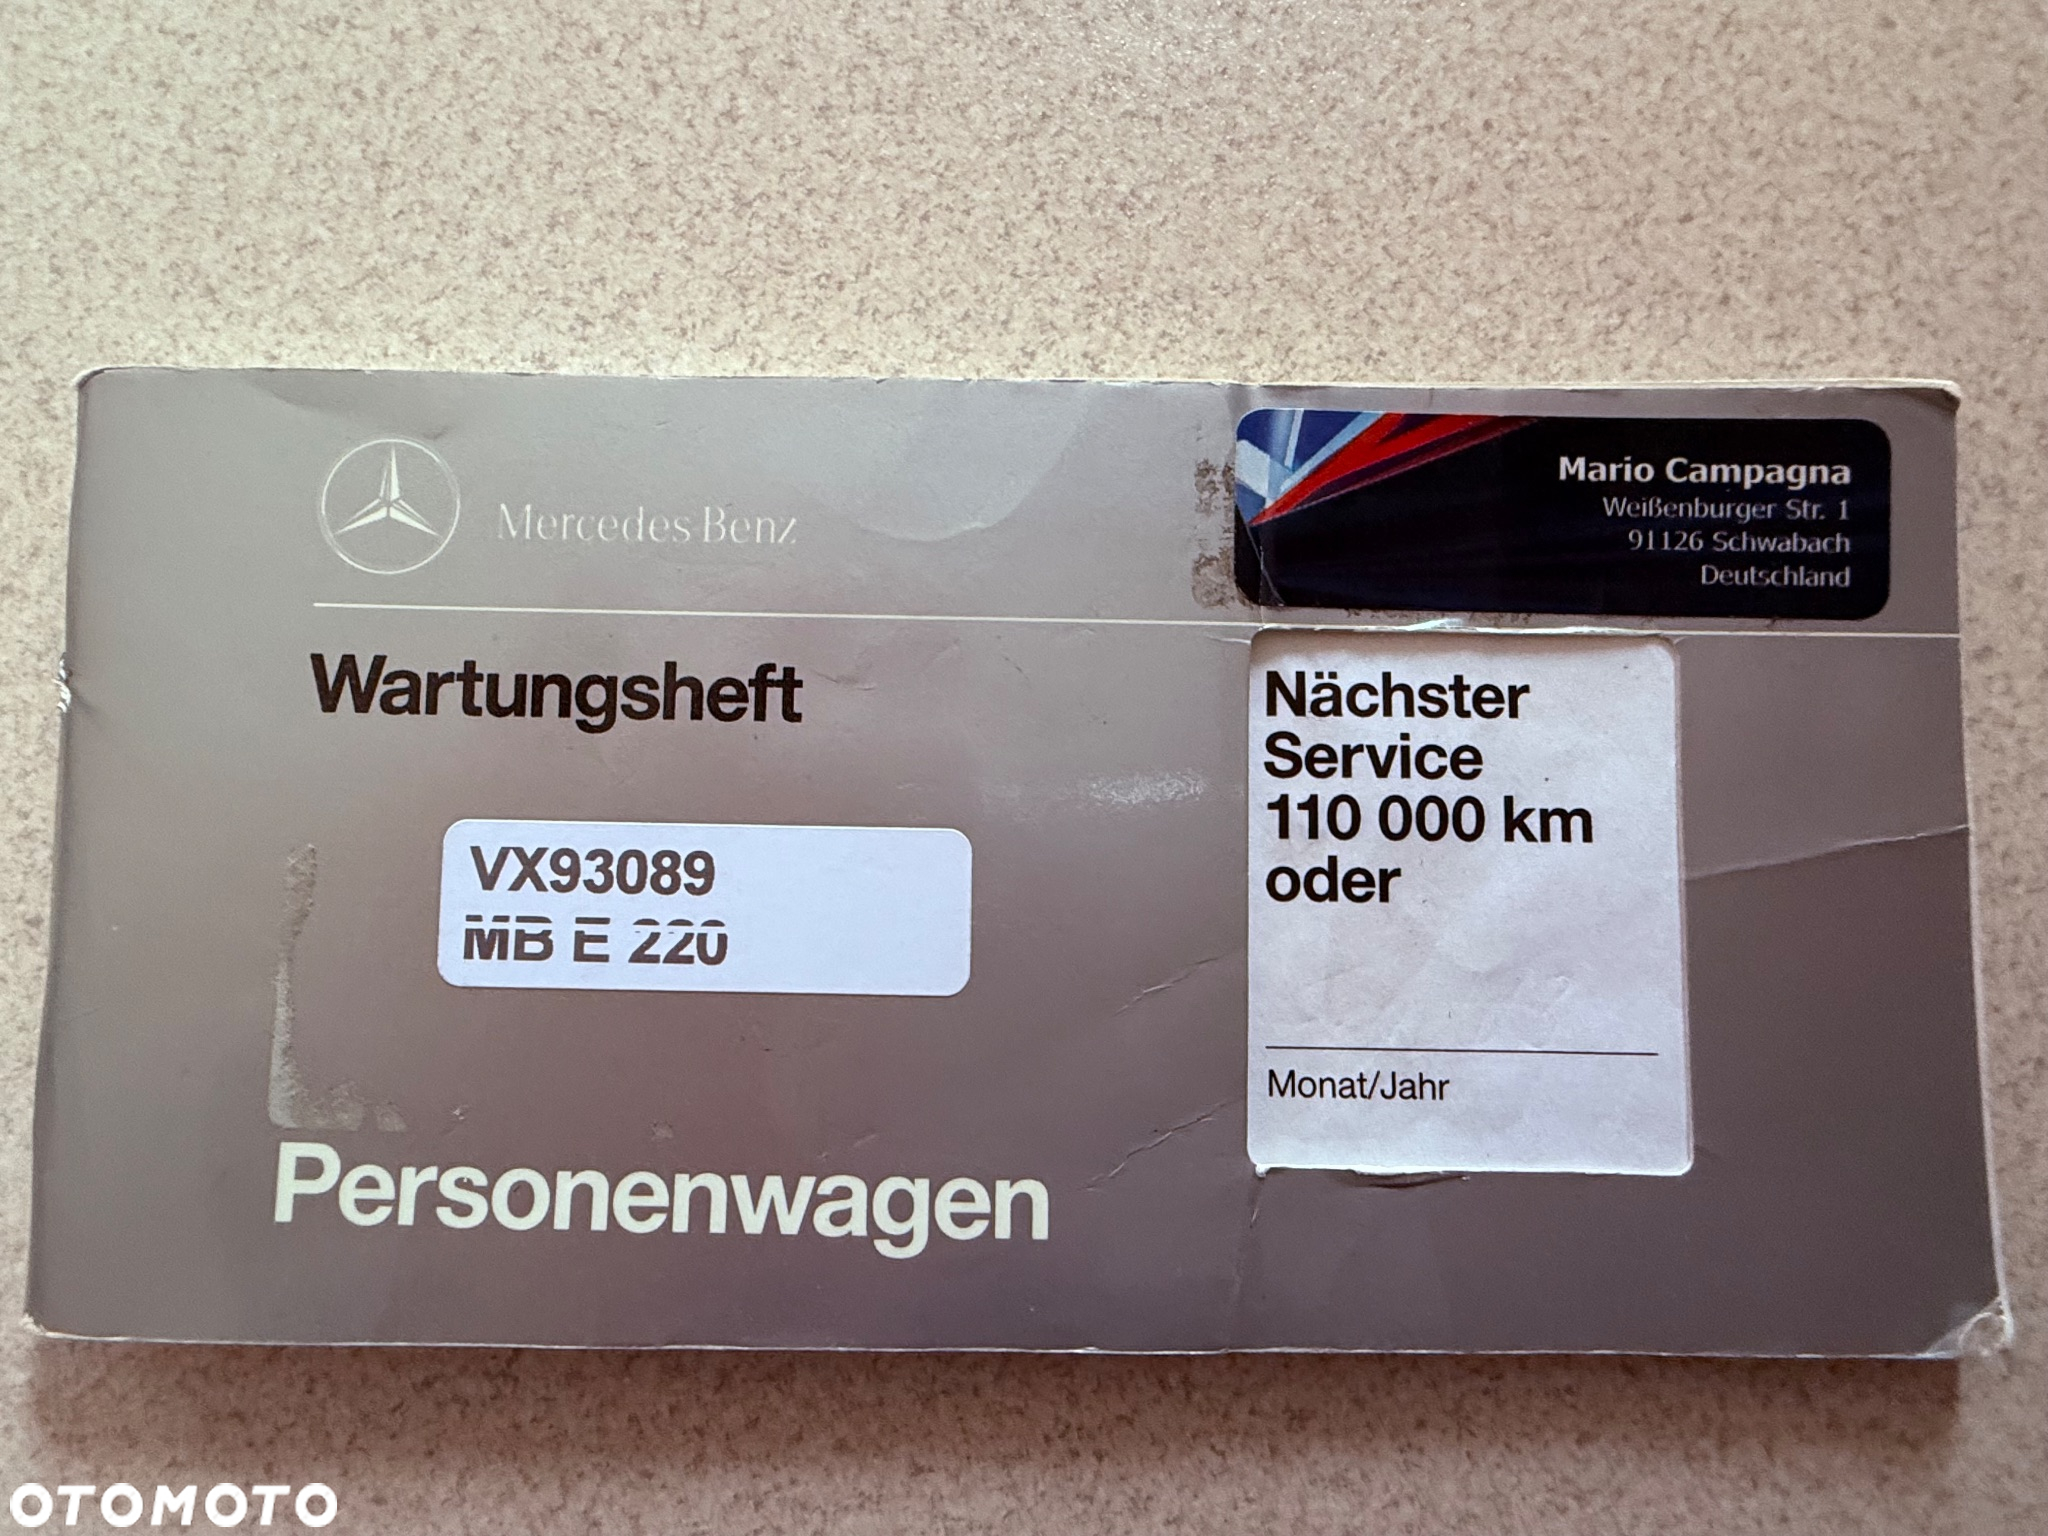 Mercedes-Benz
Mario Campagna
Weißenburger Str. 1
91126 Schwabach
Deutschland
Wartungsheft
Nächster
Service
110 000 km
oder
Monat/Jahr
VX93089
MB E 220
Personenwagen
OTOMOTO